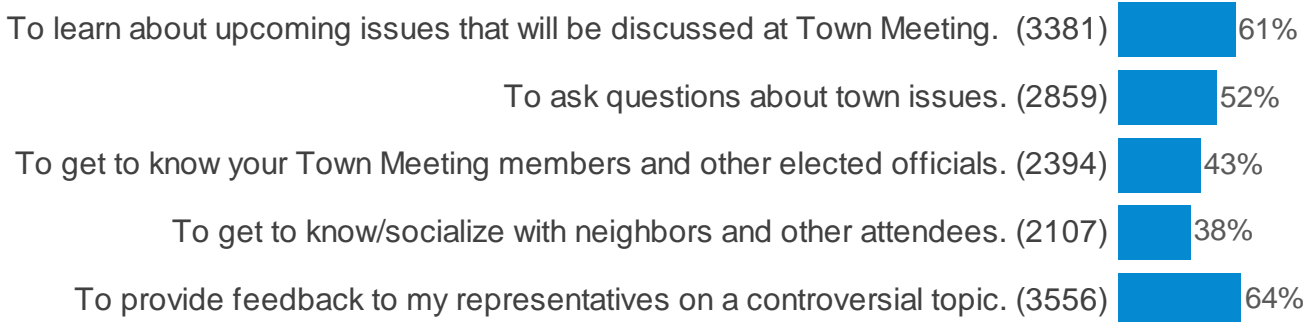 To learn about upcoming issues that will be discussed at Town Meeting. (3381) 61%
To ask questions about town issues. (2859) 52%
To get to know your Town Meeting members and other elected officials. (2394) 43%
To get to know/socialize with neighbors and other attendees. (2107) 38%
To provide feedback to my representatives on a controversial topic. (3556) 64%